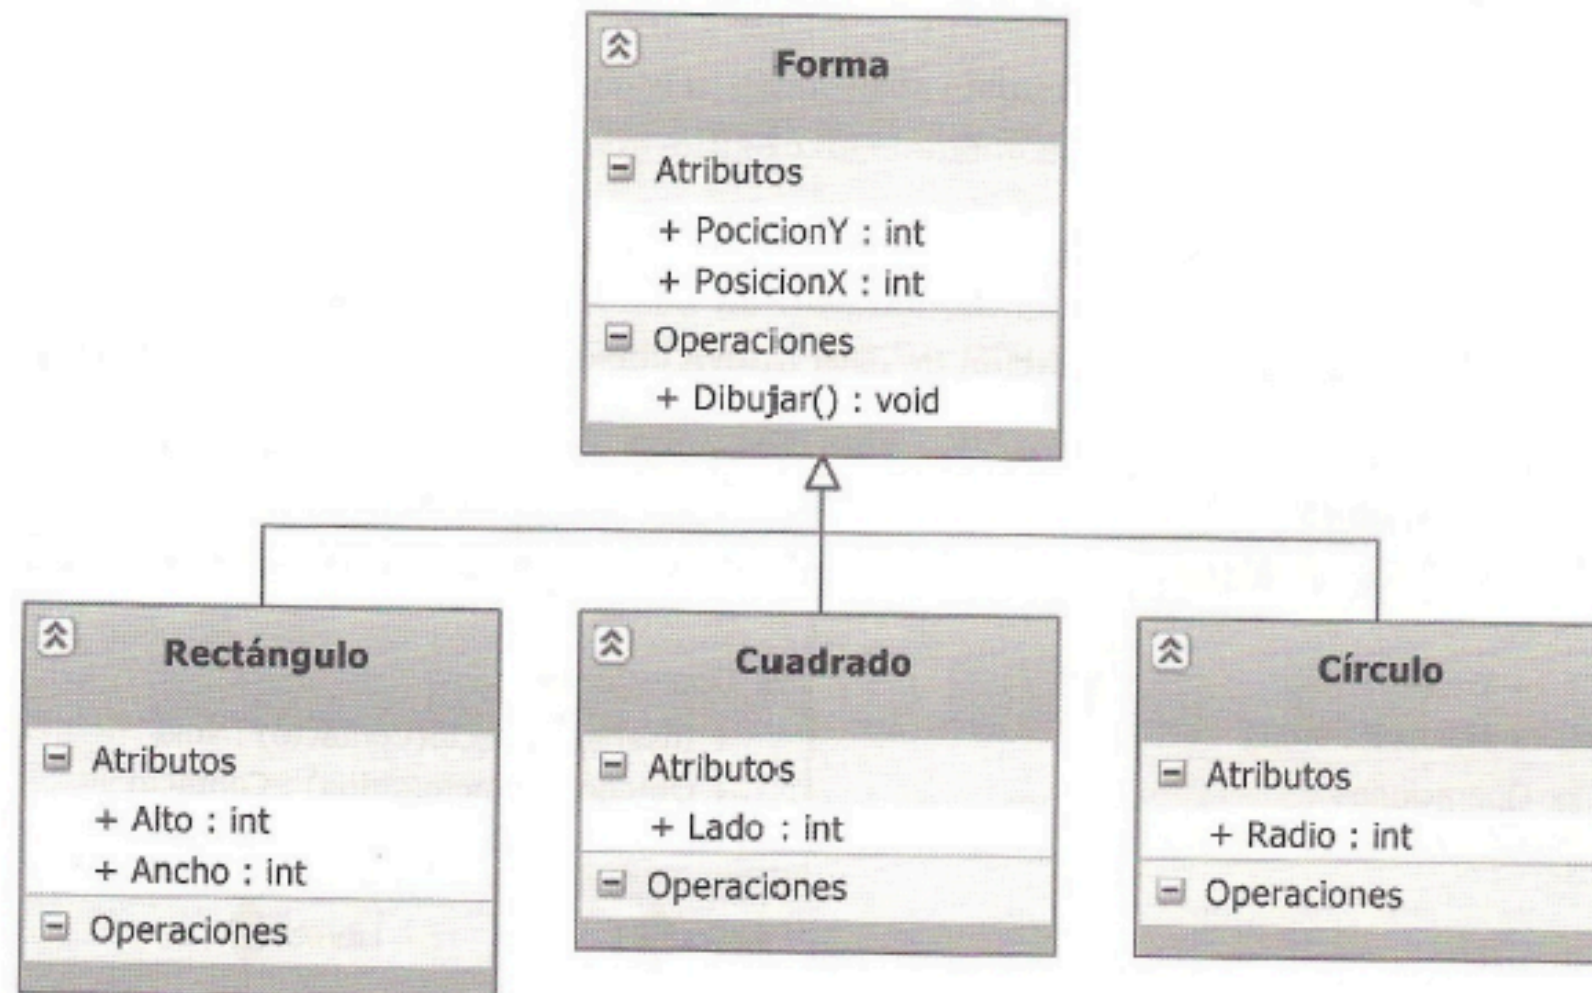 Forma
Atributos
+ PocicionY : int
+ PosicionX : int
Operaciones
+ Dibujar() : void
Rectángulo
Atributos
+ Alto : int
+ Ancho : int
Operaciones
Cuadrado
Atributos
+ Lado : int
Operaciones
Círculo
Atributos
+ Radio : int
Operaciones